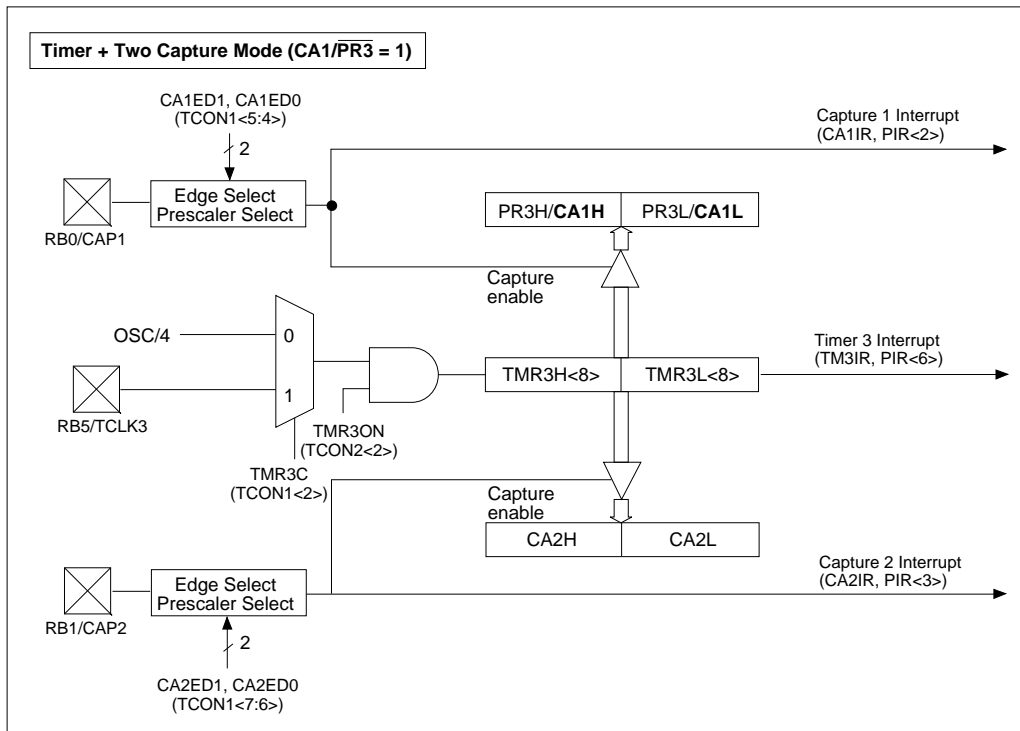 Timer + Two Capture Mode (CA1/PR3 = 1)
CA1ED1, CA1ED0
(TCON1<5:4>)
2
Capture 1 Interrupt
(CA1IR, PIR<2>)
Edge Select
Prescaler Select
RB0/CAP1
PR3H/CA1H
PR3L/CA1L
Capture
enable
OSC/4
0
1
RB5/TCLK3
TMR3H<8>
TMR3L<8>
Timer 3 Interrupt
(TM3IR, PIR<6>)
TMR3ON
(TCON2<2>)
TMR3C
(TCON1<2>)
Capture
enable
CA2H
CA2L
Capture 2 Interrupt
(CA2IR, PIR<3>)
Edge Select
Prescaler Select
RB1/CAP2
2
CA2ED1, CA2ED0
(TCON1<7:6>)